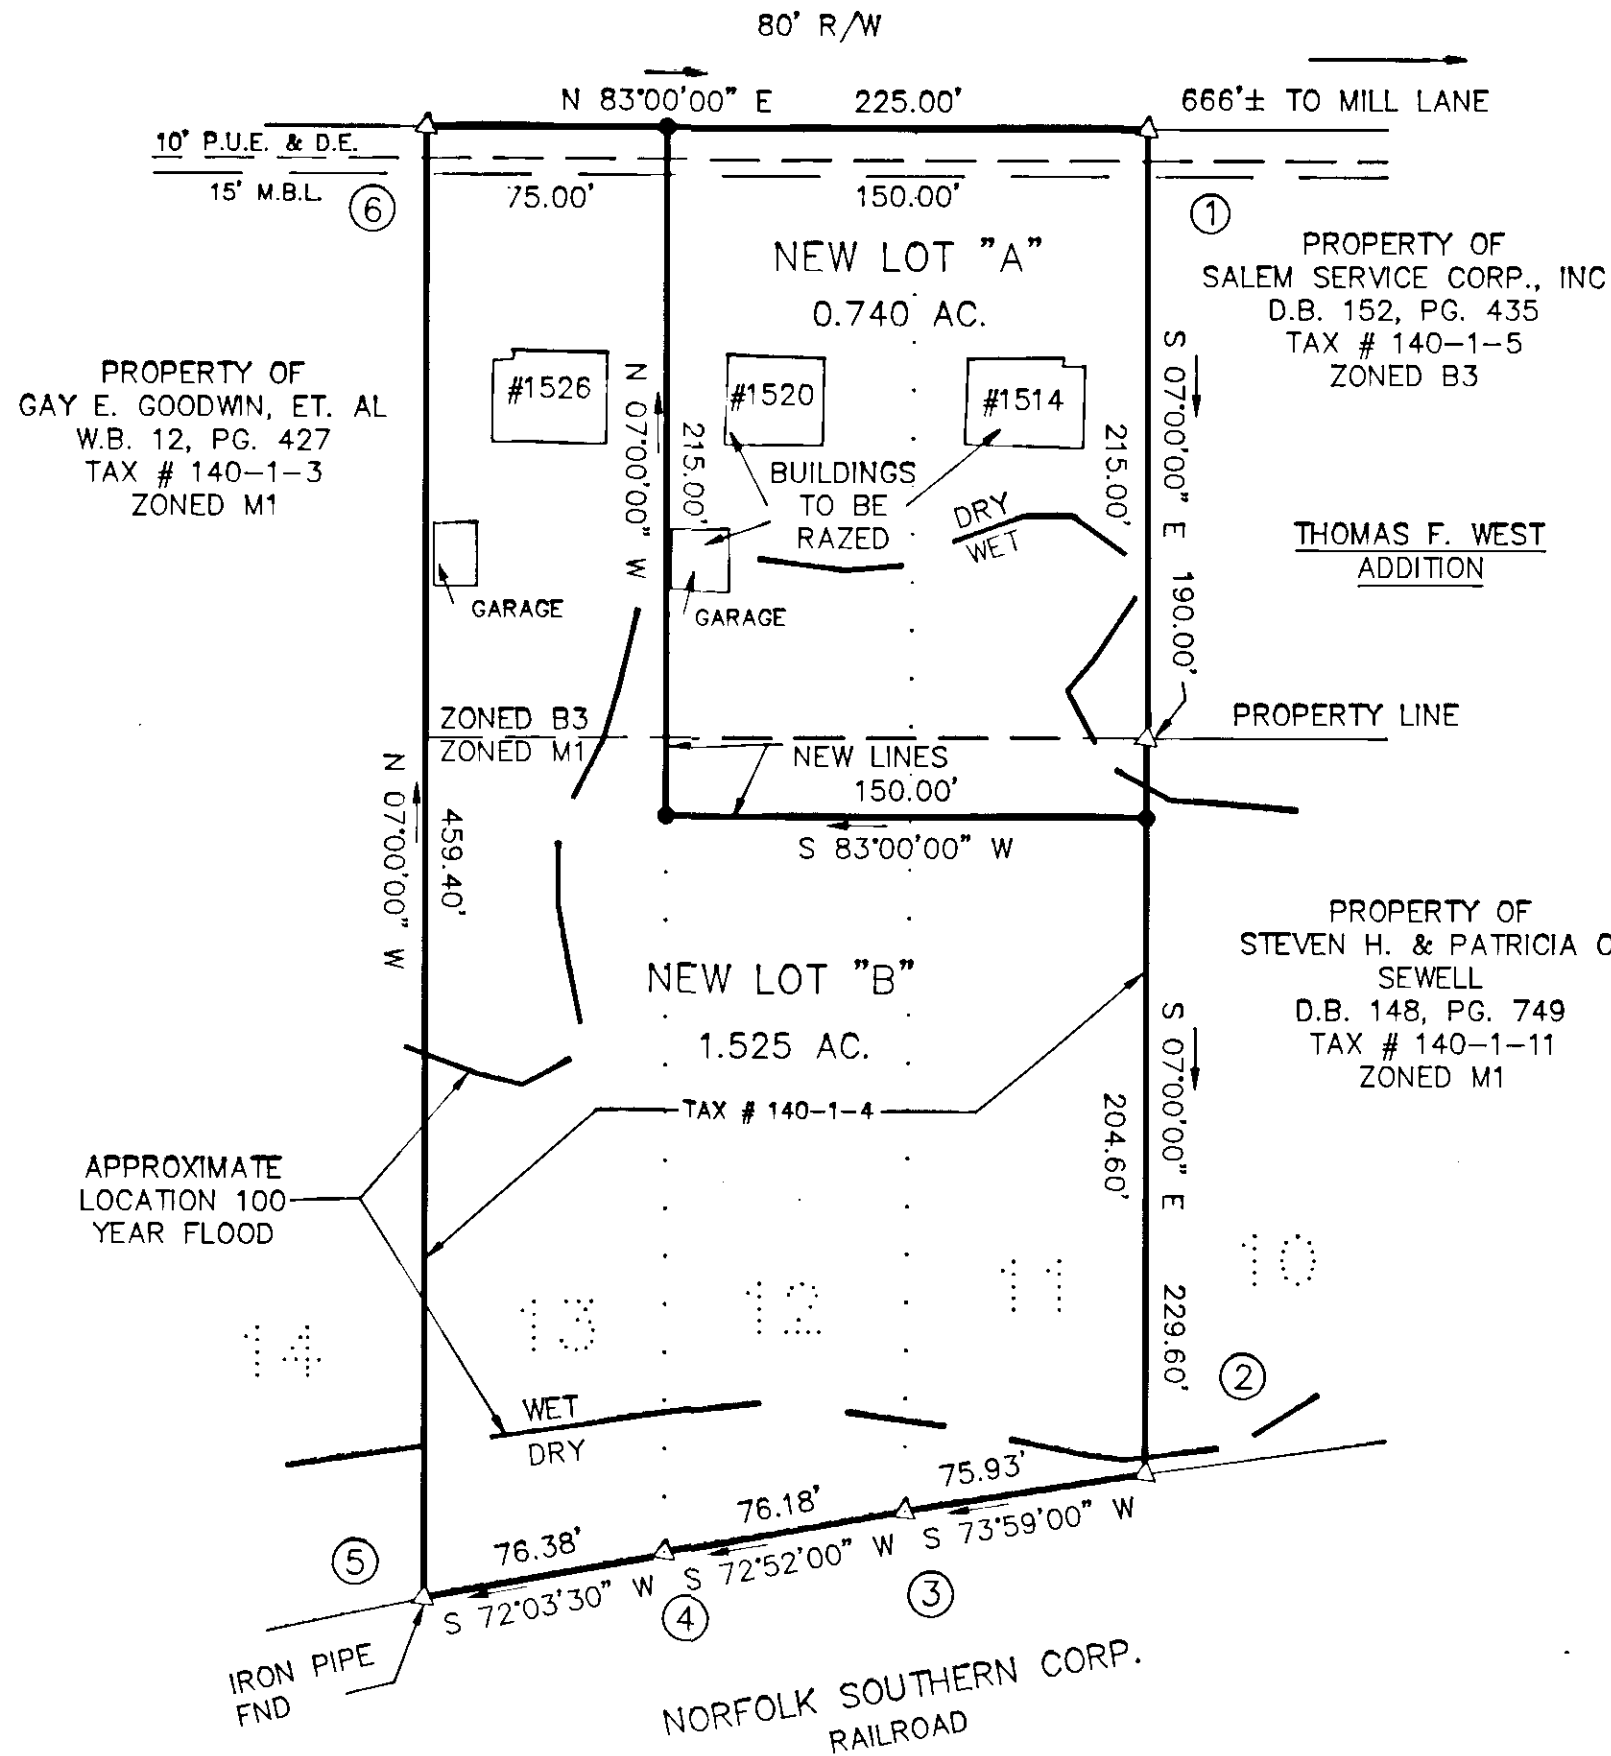 80' R/W
N 83°00'00" E 225.00' 666'± TO MILL LANE
10' P.U.E. & D.E.
15' M.B.L.
6
75.00'
150.00'
1
NEW LOT "A"
0.740 AC.
PROPERTY OF
SALEM SERVICE CORP., INC
D.B. 152, PG. 435
TAX # 140-1-5
ZONED B3
PROPERTY OF
GAY E. GOODWIN, ET. AL
W.B. 12, PG. 427
TAX # 140-1-3
ZONED M1
#1526
#1520
#1514
N 07°00'00" W
215.00'
215.00'
S 07°00'00" E 190.00'
BUILDINGS
TO BE
RAZED
DRY
WET
THOMAS F. WEST
ADDITION
GARAGE
GARAGE
ZONED B3
ZONED M1
PROPERTY LINE
NEW LINES
150.00'
S 83°00'00" W
N 07°00'00" W
459.40'
NEW LOT "B"
1.525 AC.
PROPERTY OF
STEVEN H. & PATRICIA
SEWELL
D.B. 148, PG. 749
TAX # 140-1-11
ZONED M1
TAX # 140-1-4
S 07°00'00" E 229.60'
204.60'
APPROXIMATE
LOCATION 100
YEAR FLOOD
14
13
12
11
10
2
WET
DRY
75.93'
76.18'
76.38'
S 73°59'00" W
S 72°52'00" W
S 72°03'30" W
5
4
3
IRON PIPE
FND
NORFOLK SOUTHERN CORP.
RAILROAD